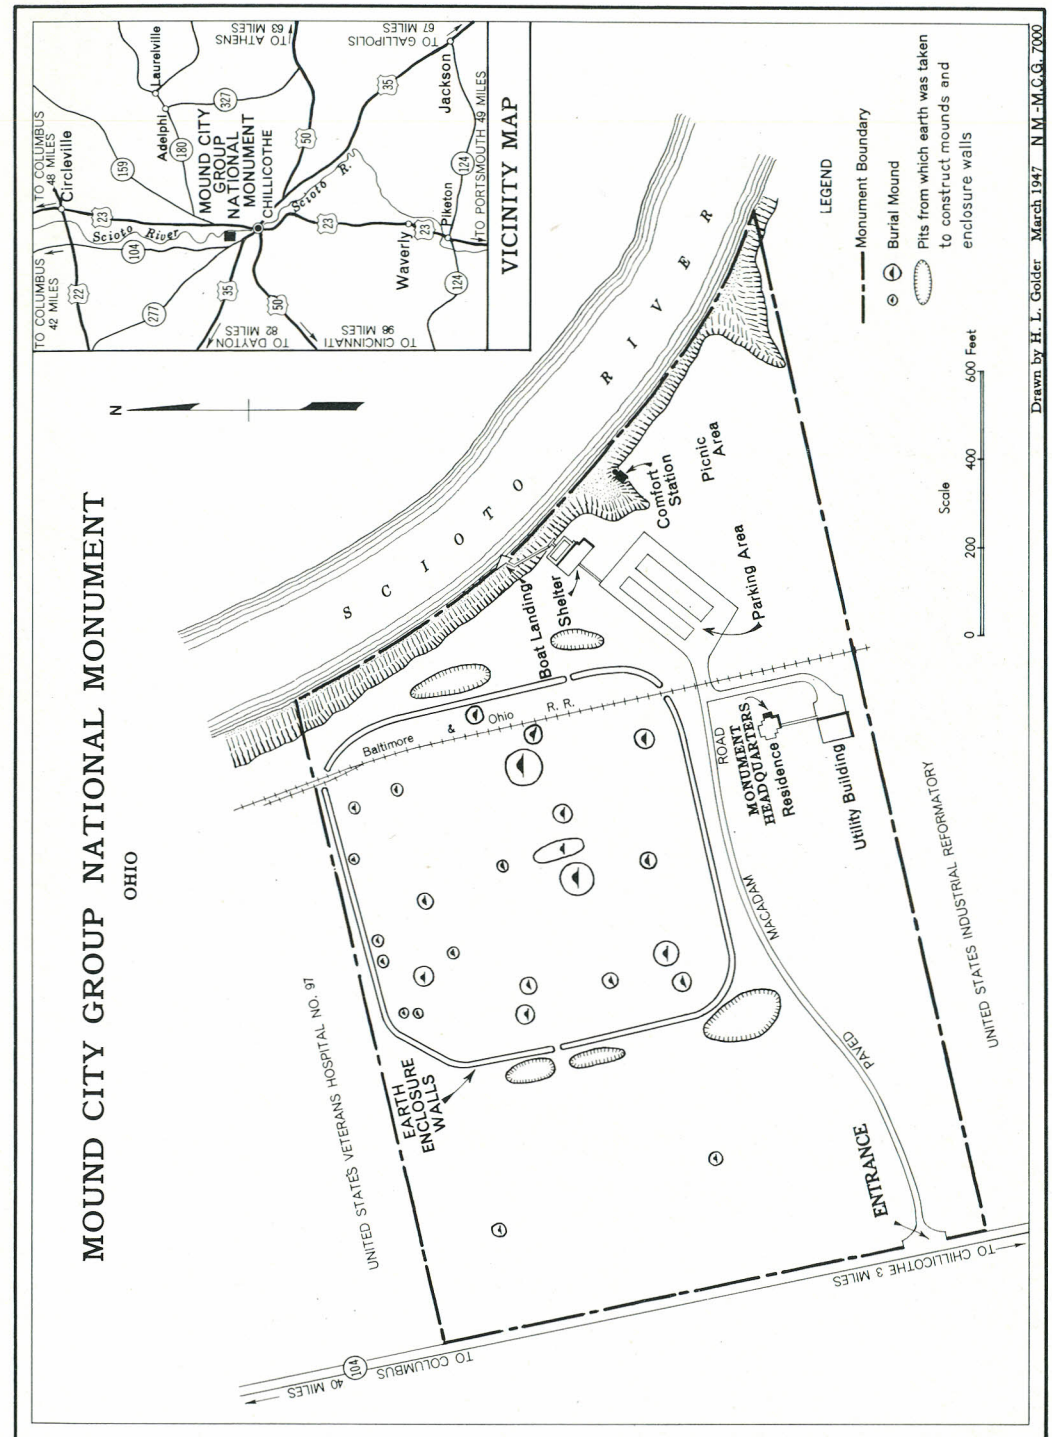 MOUND CITY GROUP NATIONAL MONUMENT
OHIO
N
TO COLUMBUS
42 MILES
TO COLUMBUS
48 MILES
Circleville
Laurelville
Adelphi
TO ATHENS
63 MILES
TO GALLIPOLIS
67 MILES
Jackson
22
23
104
159
180
327
277
Scioto River
MOUND CITY
GROUP
NATIONAL
MONUMENT
CHILLICOTHE
50
35
35
50
23
Scioto R.
TO DAYTON
82 MILES
TO CINCINNATI
98 MILES
Waverly
23
Piketon
124
124
TO PORTSMOUTH 49 MILES
VICINITY MAP
SCIOTO RIVER
UNITED STATES VETERANS HOSPITAL NO. 97
Baltimore & Ohio R. R.
EARTH
ENCLOSURE
WALLS
Boat Landing
Shelter
Comfort
Station
Picnic
Area
Parking Area
MACADAM
ROAD
PAVED
MONUMENT
HEADQUARTERS
Residence
Utility Building
UNITED STATES INDUSTRIAL REFORMATORY
ENTRANCE
TO COLUMBUS
40 MILES
104
TO CHILLICOTHE 3 MILES
LEGEND
Monument Boundary
Burial Mound
Pits from which earth was taken
to construct mounds and
enclosure walls
Scale
0 200 400 600 Feet
Drawn by H. L. Golder March 1947 NM-M.C.G. 7000